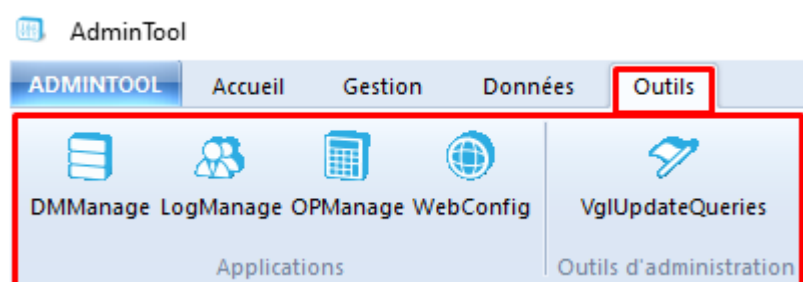 AdminTool
ADMINTOOL Accueil Gestion Données Outils
DMManage LogManage OPManage WebConfig VglUpdateQueries
Applications Outils d'administration